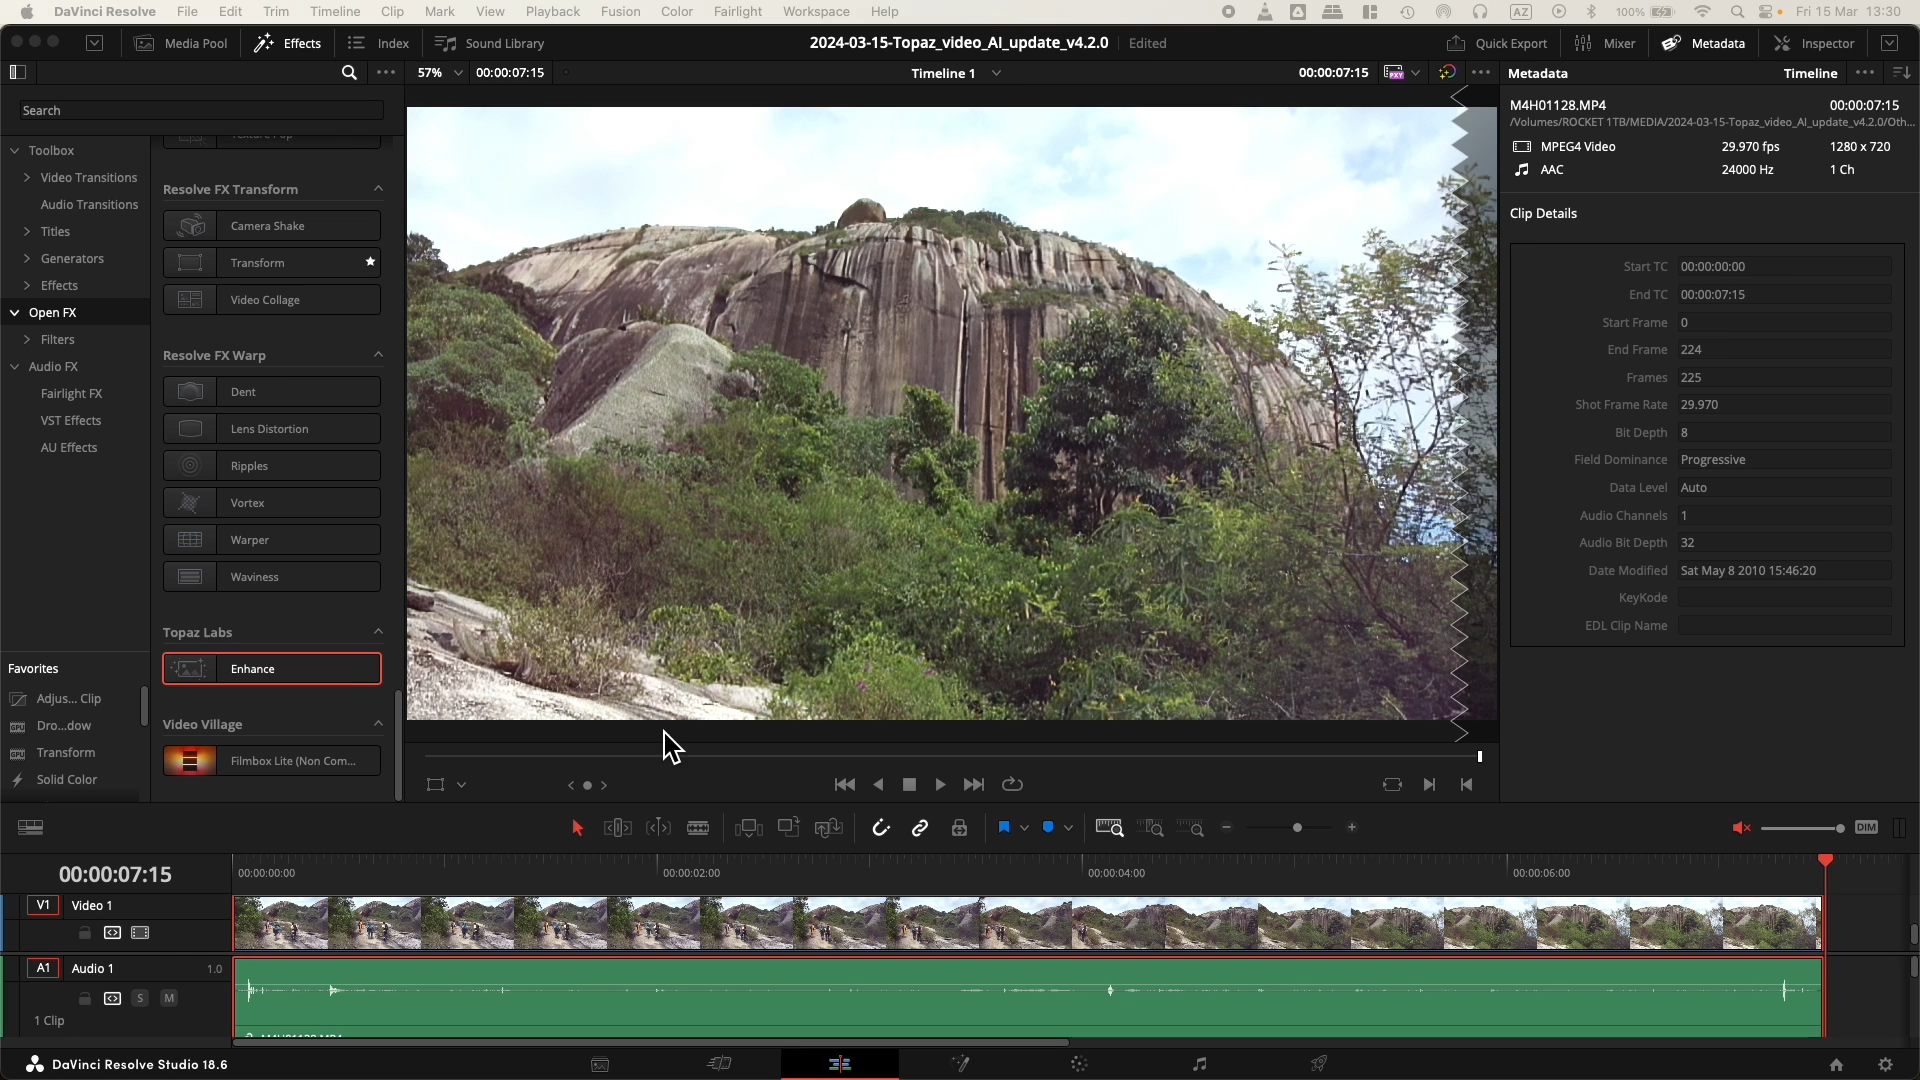 DaVinci Resolve File Edit Trim Timeline Clip Mark View Playback Fusion Color Fairlight Workspace Help AZ 100% Fri 15 Mar 13:30
Media Pool Effects Index Sound Library 2024-03-15-Topaz_video_AI_update_v4.2.0 Edited Quick Export Mixer Metadata Inspector
57% 00:00:07:15 Timeline 1 00:00:07:15 PXY Metadata Timeline
Search
M4H01128.MP4 00:00:07:15
/Volumes/ROCKET 1TB/MEDIA/2024-03-15-Topaz_video_AI_update_v4.2.0/Oth...
MPEG4 Video 29.970 fps 1280 x 720
AAC 24000 Hz 1 Ch
Clip Details
Start TC 00:00:00:00
End TC 00:00:07:15
Start Frame 0
End Frame 224
Frames 225
Shot Frame Rate 29.970
Bit Depth 8
Field Dominance Progressive
Data Level Auto
Audio Channels 1
Audio Bit Depth 32
Date Modified Sat May 8 2010 15:46:20
KeyKode
EDL Clip Name
Toolbox
Video Transitions
Audio Transitions
Titles
Generators
Effects
Open FX
Filters
Audio FX
Fairlight FX
VST Effects
AU Effects
Favorites
Adjus... Clip
Dro...dow
Transform
Solid Color
Resolve FX Transform
Camera Shake
Transform
Video Collage
Resolve FX Warp
Dent
Lens Distortion
Ripples
Vortex
Warper
Waviness
Topaz Labs
Enhance
Video Village
Filmbox Lite (Non Com...
DIM
00:00:07:15 00:00:00:00 00:00:02:00 00:00:04:00 00:00:06:00
V1 Video 1
A1 Audio 1 1.0
S M
1 Clip
DaVinci Resolve Studio 18.6